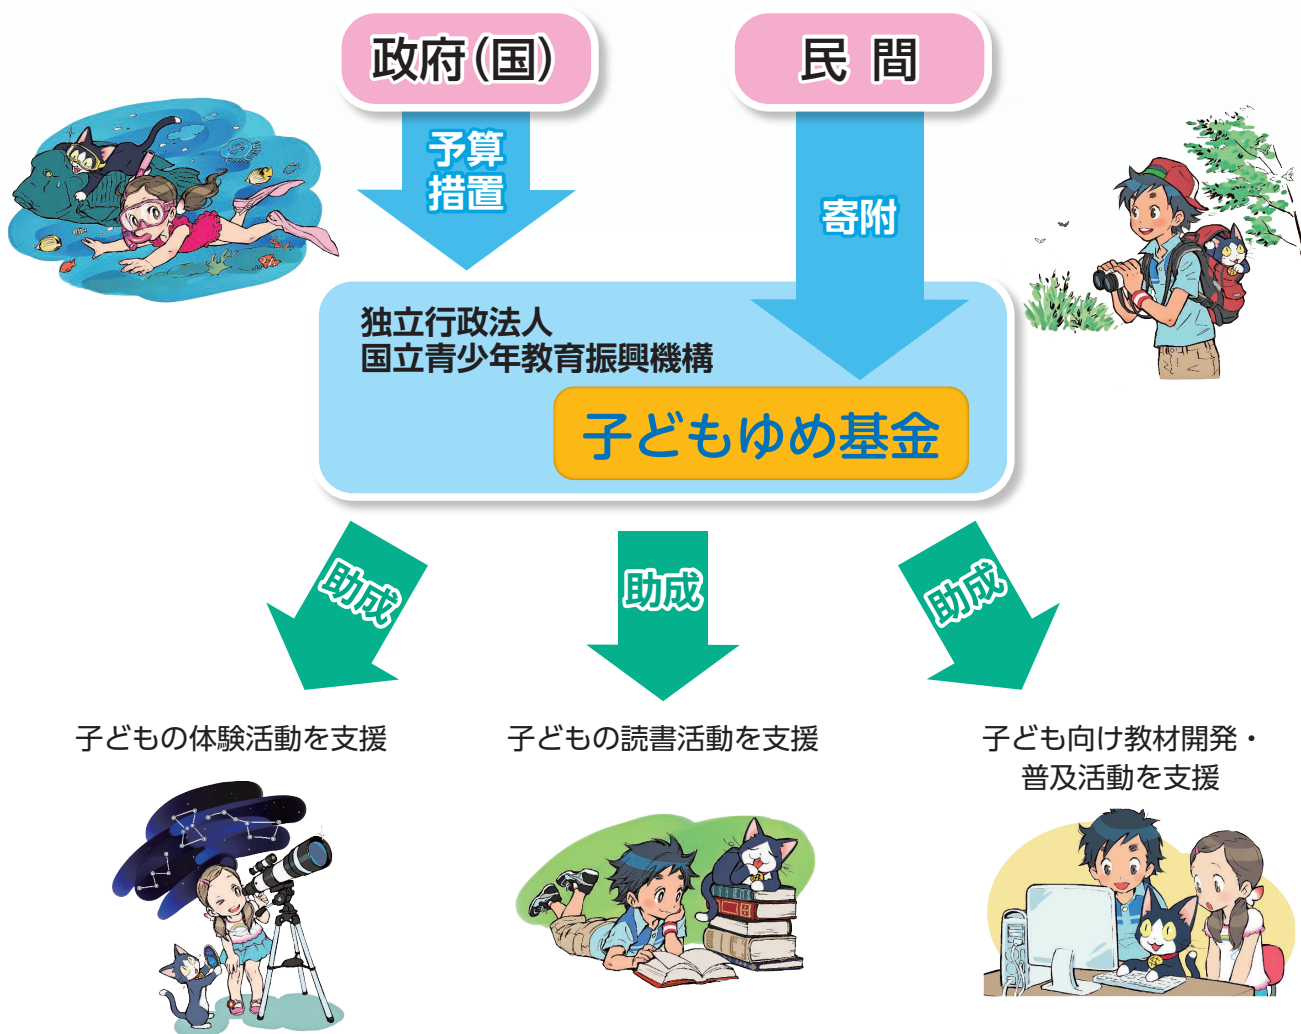 政府(国)
民 間
予算
措置
寄附
独立行政法人
国立青少年教育振興機構
子どもゆめ基金
助成
助成
助成
子どもの体験活動を支援
子どもの読書活動を支援
子ども向け教材開発・
普及活動を支援